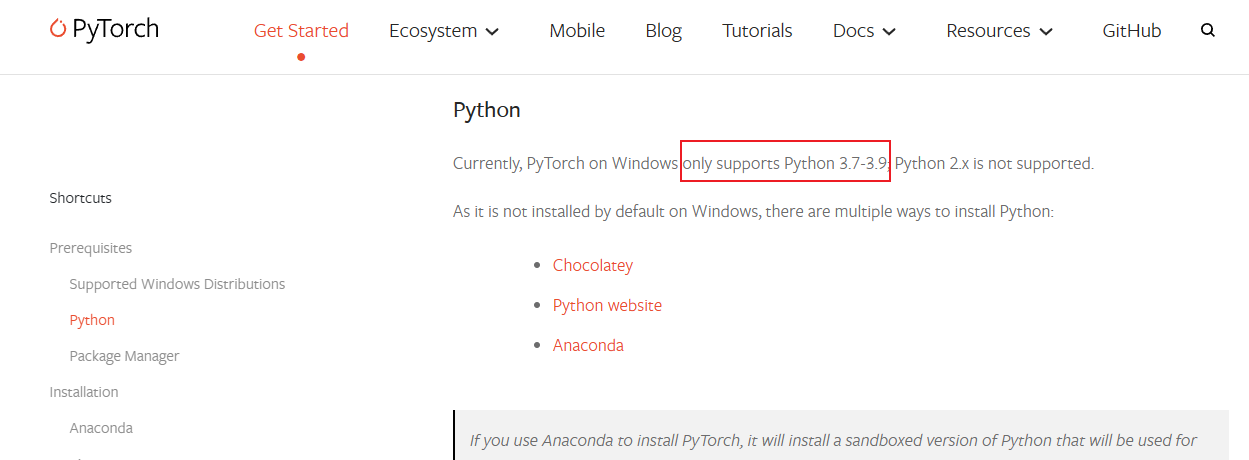 PyTorch
Get Started
Ecosystem
Mobile
Blog
Tutorials
Docs
Resources
GitHub
Shortcuts
Prerequisites
Supported Windows Distributions
Python
Package Manager
Installation
Anaconda
Python
Currently, PyTorch on Windows only supports Python 3.7-3.9; Python 2.x is not supported.
As it is not installed by default on Windows, there are multiple ways to install Python:
Chocolatey
Python website
Anaconda
If you use Anaconda to install PyTorch, it will install a sandboxed version of Python that will be used for